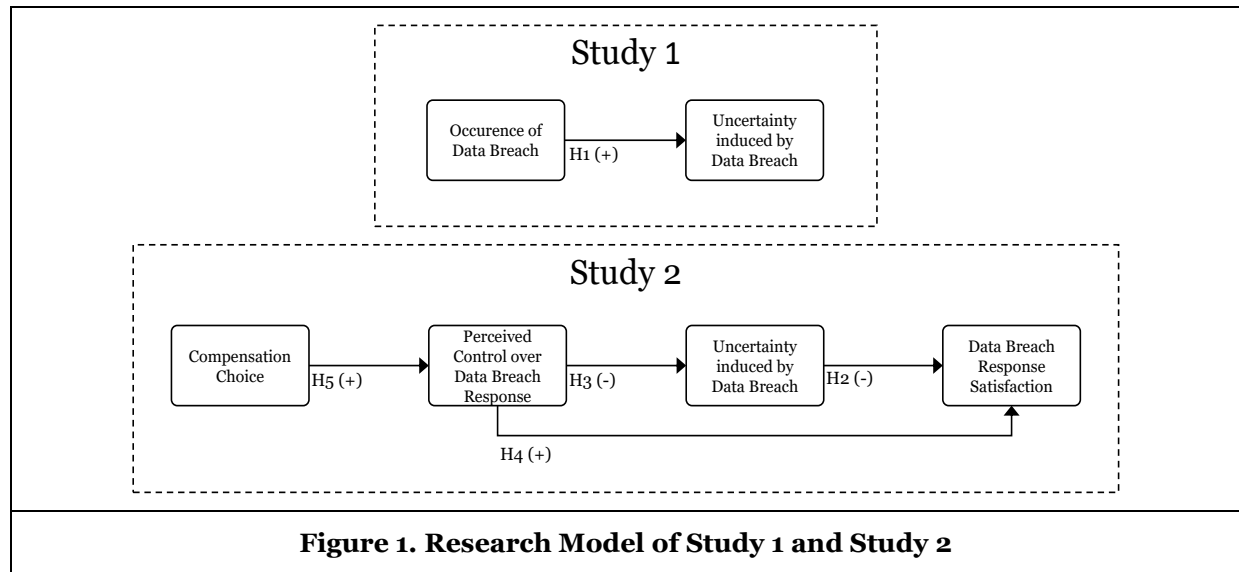 Study 1
Occurence of
Data Breach
H1 (+)
Uncertainty
induced by
Data Breach
Study 2
Compensation
Choice
H5 (+)
Perceived
Control over
Data Breach
Response
H3 (-)
Uncertainty
induced by
Data Breach
H2 (-)
Data Breach
Response
Satisfaction
H4 (+)
Figure 1. Research Model of Study 1 and Study 2